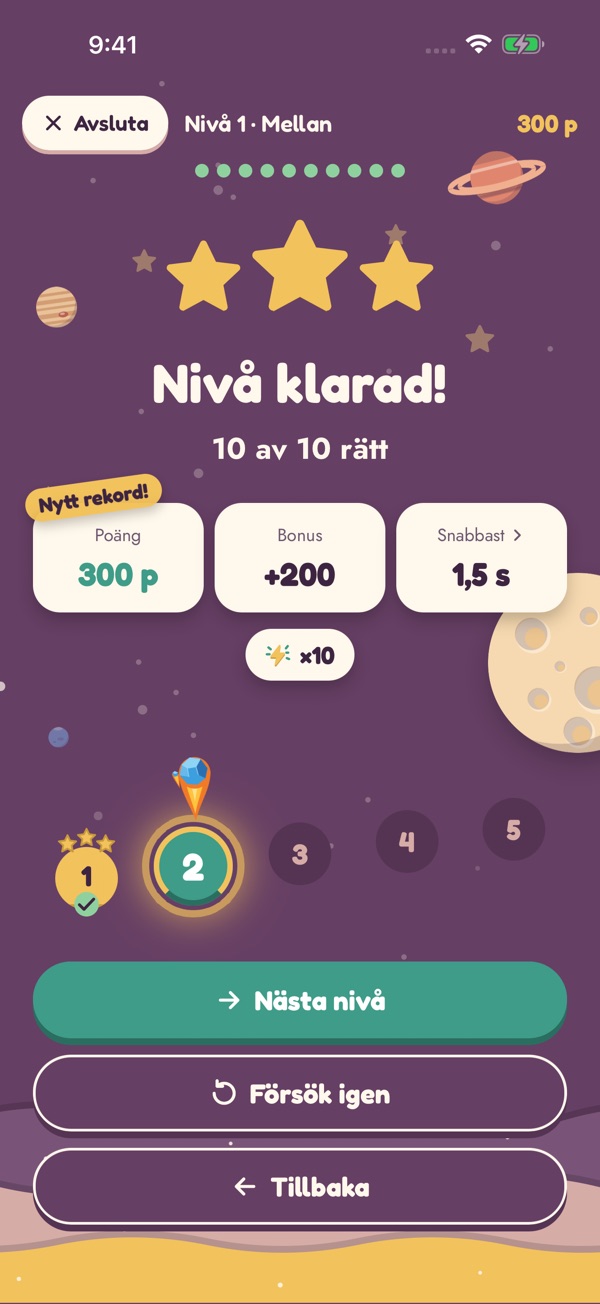 9:41
Avsluta
Nivå 1 · Mellan
300 p
Nivå klarad!
10 av 10 rätt
Nytt rekord!
Poäng
300 p
Bonus
+200
Snabbast
1,5 s
×10
1
2
3
4
5
Nästa nivå
Försök igen
Tillbaka